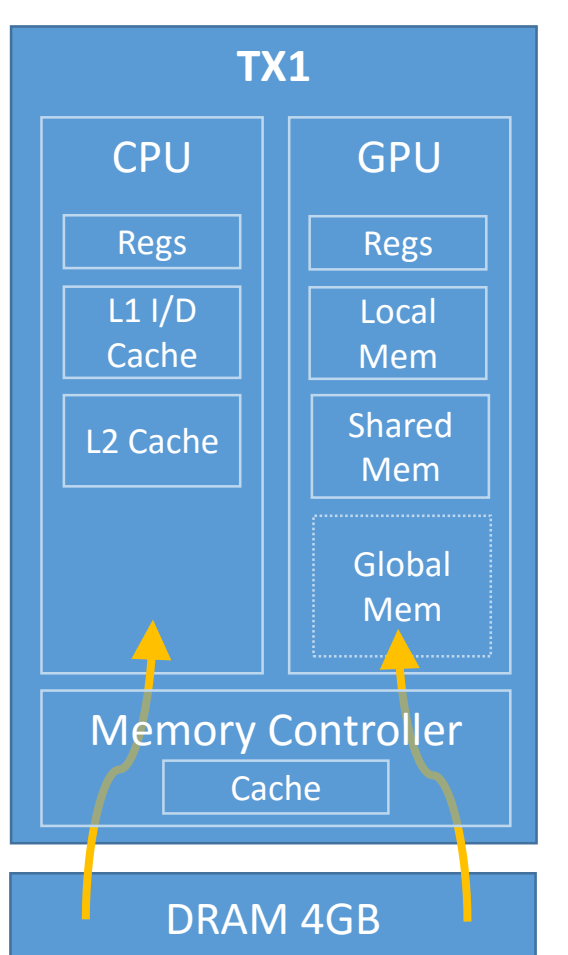 TX1
CPU
Regs
L1 I/D
Cache
L2 Cache
GPU
Regs
Local
Mem
Shared
Mem
Global
Mem
Memory Controller
Cache
DRAM 4GB